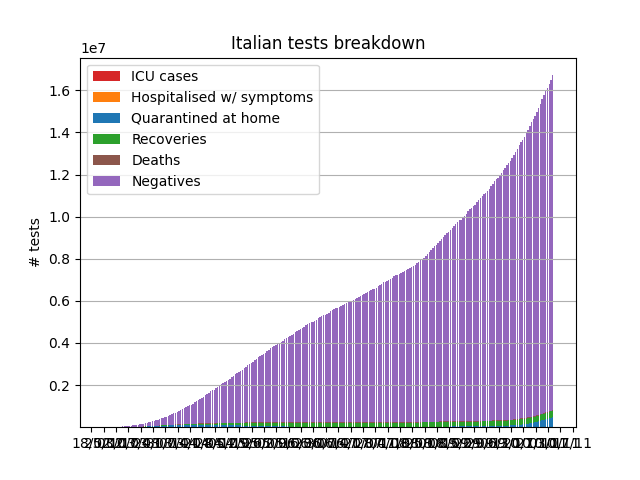 Italian tests breakdown
1e7
ICU cases
Hospitalised w/ symptoms
Quarantined at home
Recoveries
Deaths
Negatives
1.6
1.4
1.2
1.0
0.8
0.6
0.4
0.2
# tests